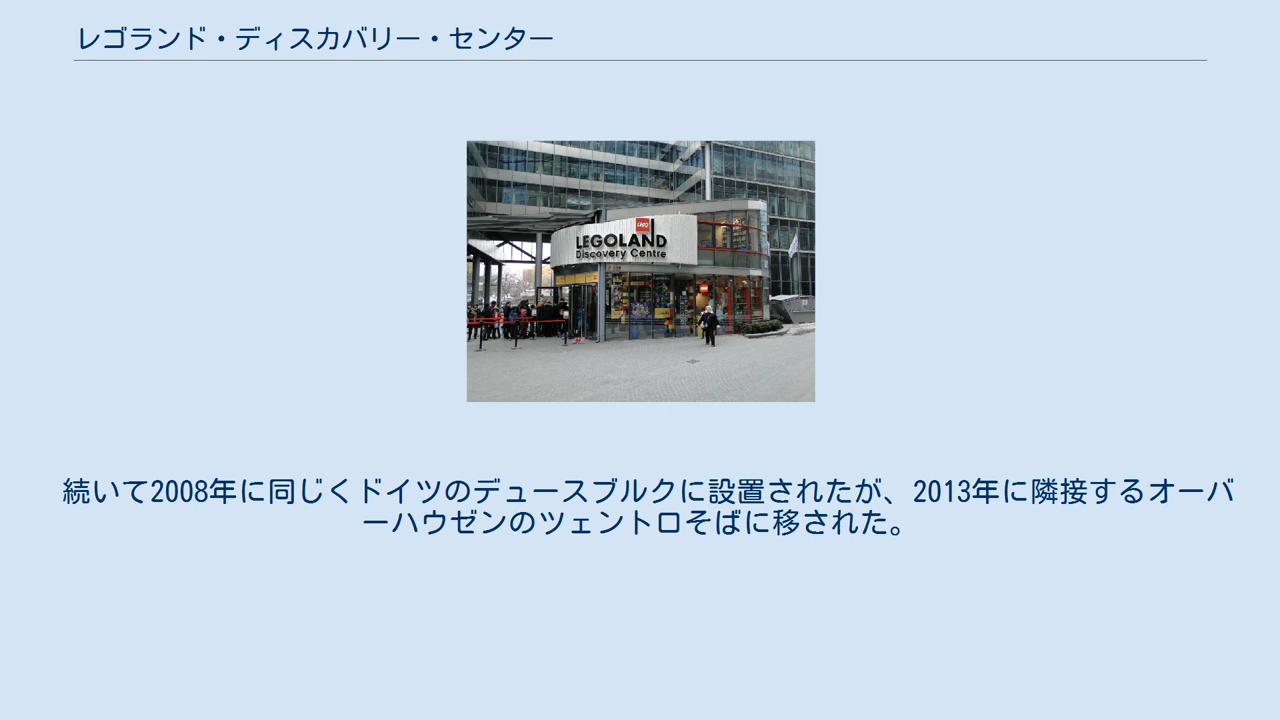 レゴランド・ディスカバリー・センター
LEGO
LEGOLAND
Discovery Centre
続いて2008年に同じくドイツのデュースブルクに設置されたが、2013年に隣接するオーバ
ーハウゼンのツェントロそばに移された。